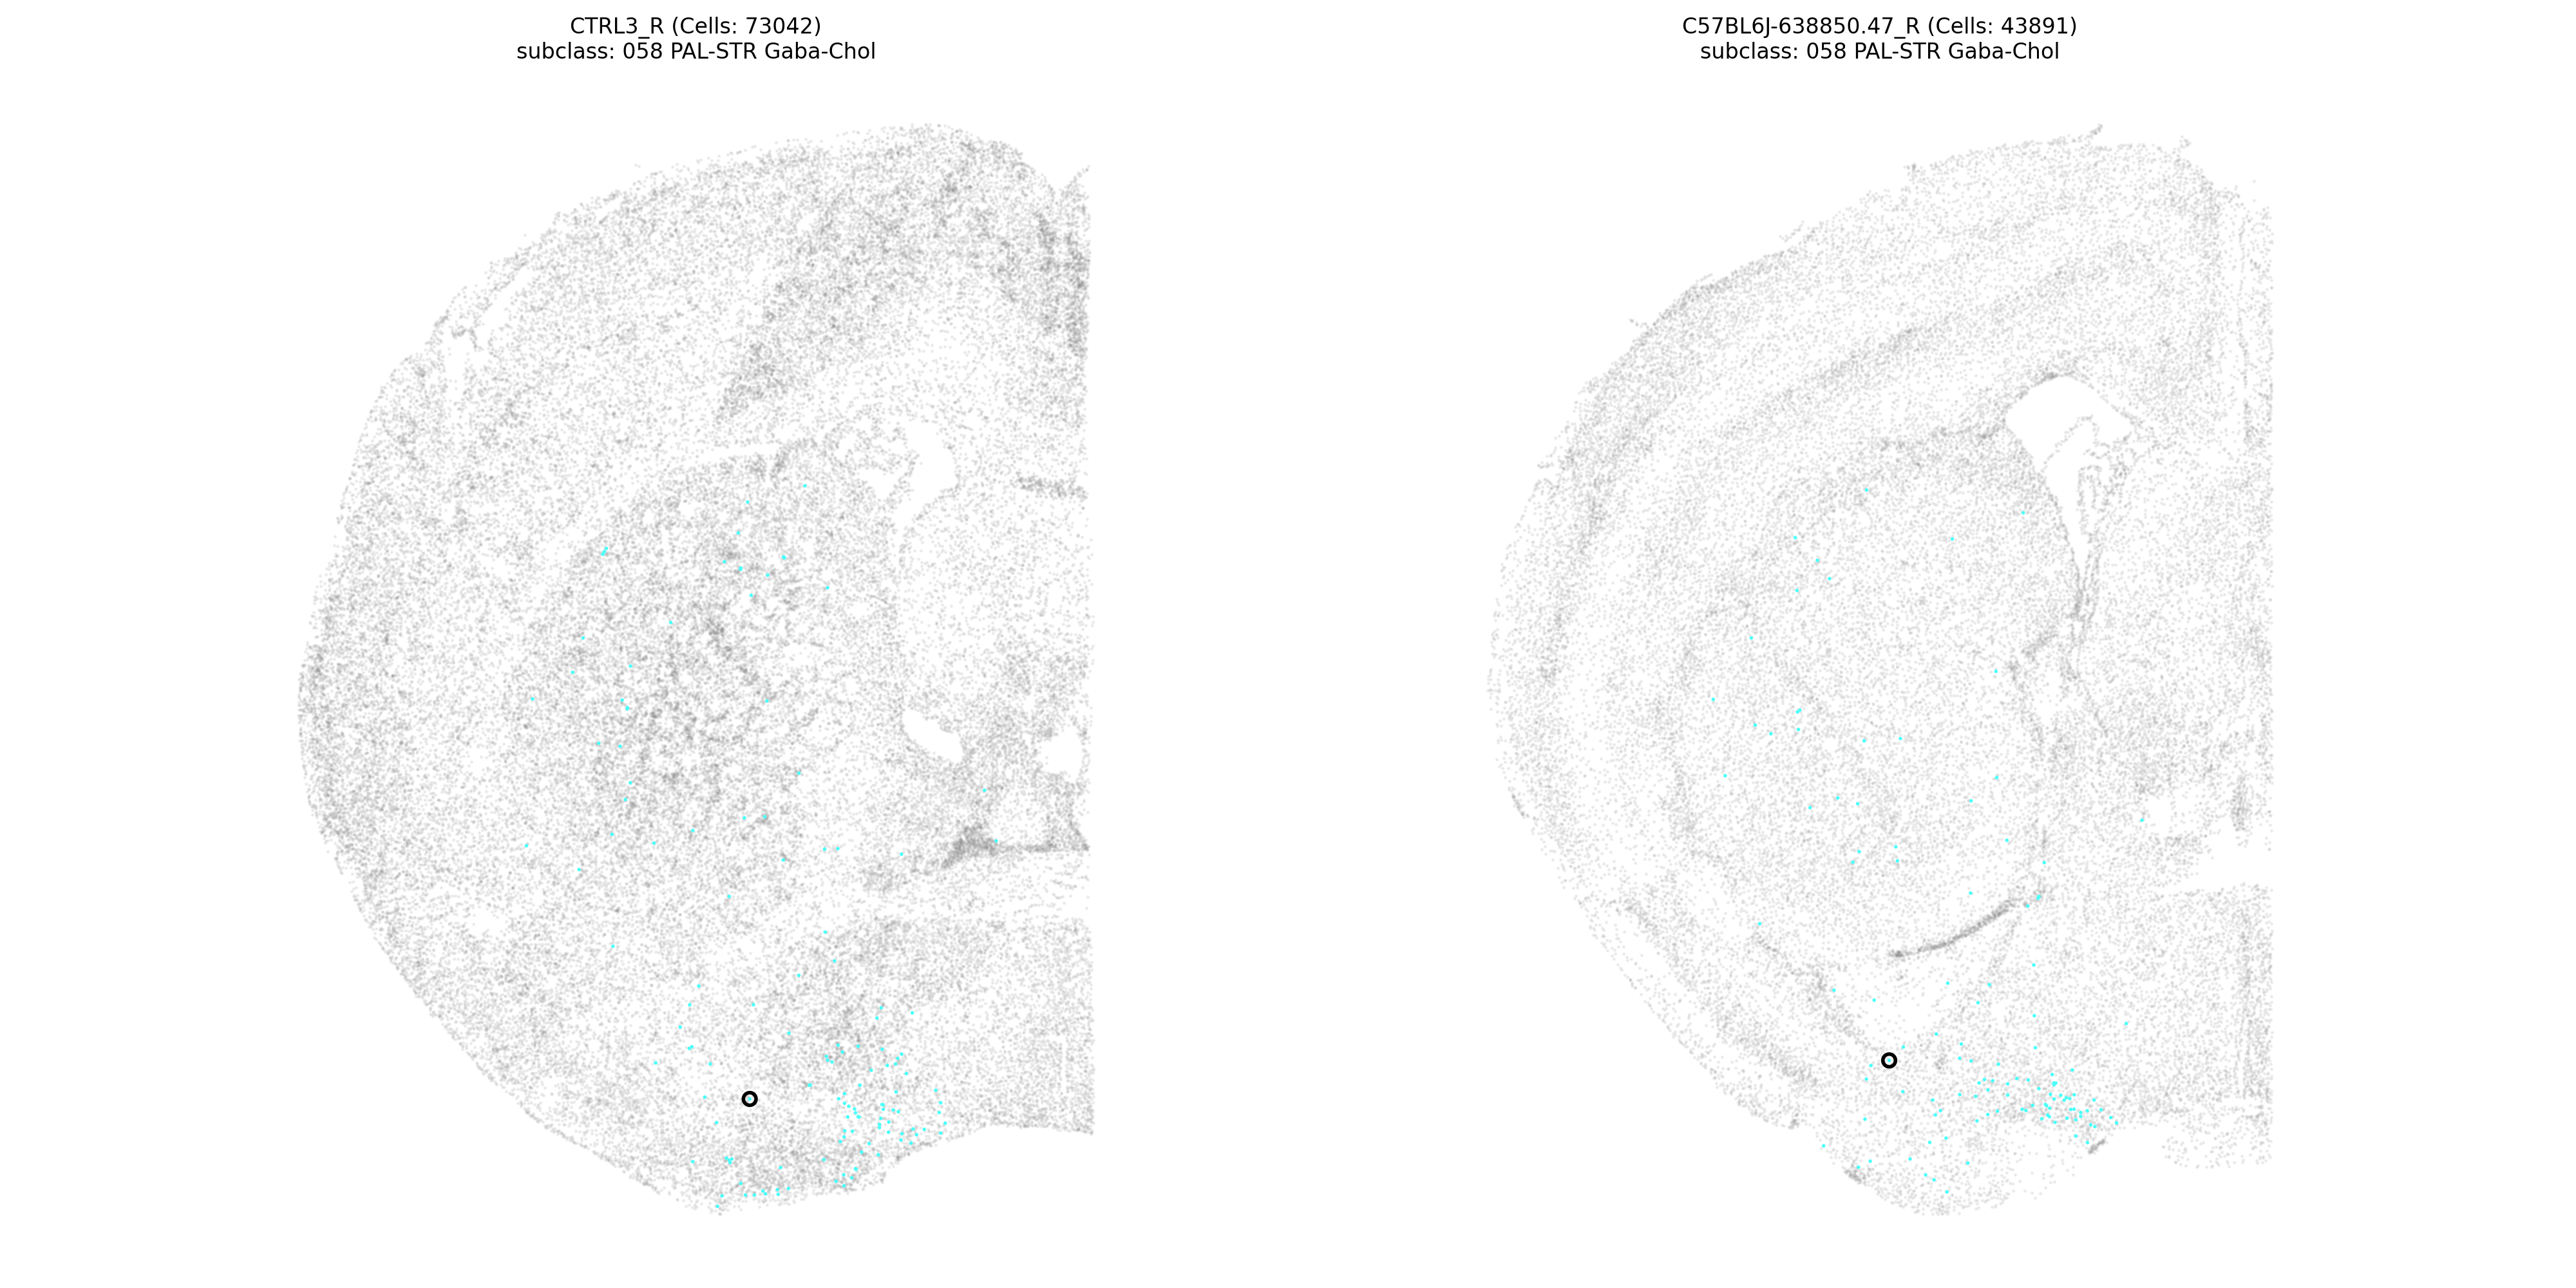 CTRL3_R (Cells: 73042)
subclass: 058 PAL-STR Gaba-Chol
C57BL6J-638850.47_R (Cells: 43891)
subclass: 058 PAL-STR Gaba-Chol